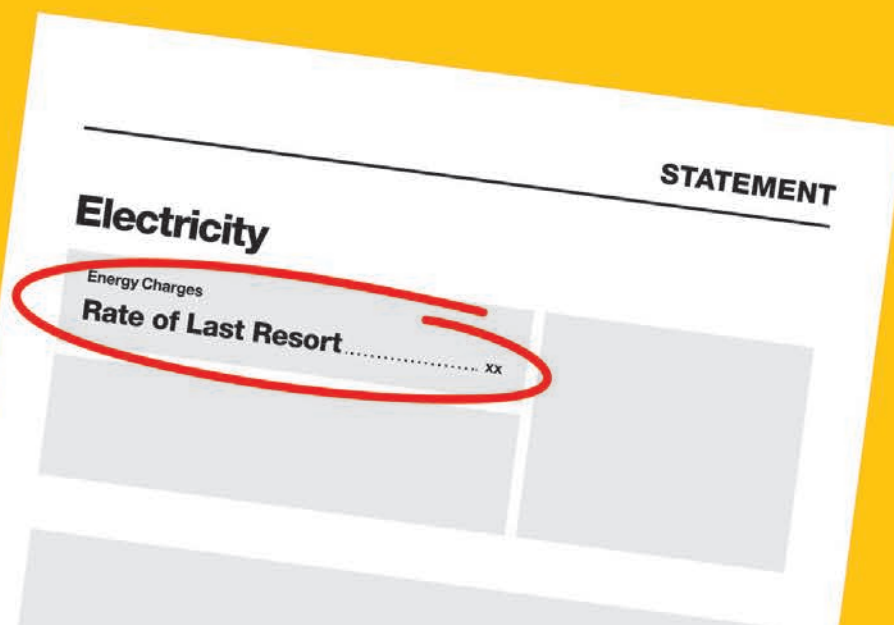 STATEMENT
Electricity
Energy Charges
Rate of Last Resort.................... xx